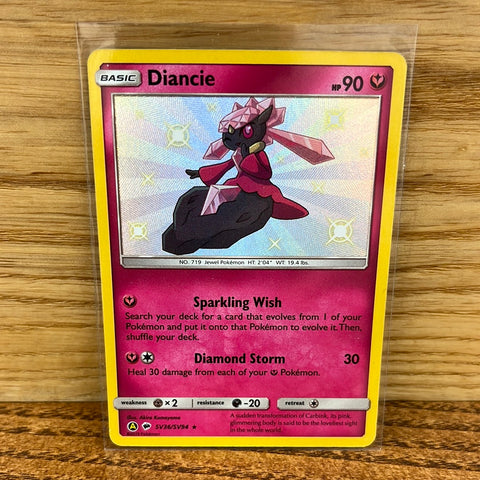 BASIC Diancie HP 90
NO. 719 Jewel Pokémon HT: 2'04" WT: 19.4 lbs.
Sparkling Wish
Search your deck for a card that evolves from 1 of your
Pokémon and put it onto that Pokémon to evolve it. Then,
shuffle your deck.
Diamond Storm 30
Heal 30 damage from each of your Pokémon.
weakness × 2 resistance -20 retreat
Illus. Akira Komayama
A sudden transformation of Carbink, its pink,
glimmering body is said to be the loveliest sight
in the whole world.
A SV36/SV94 ★